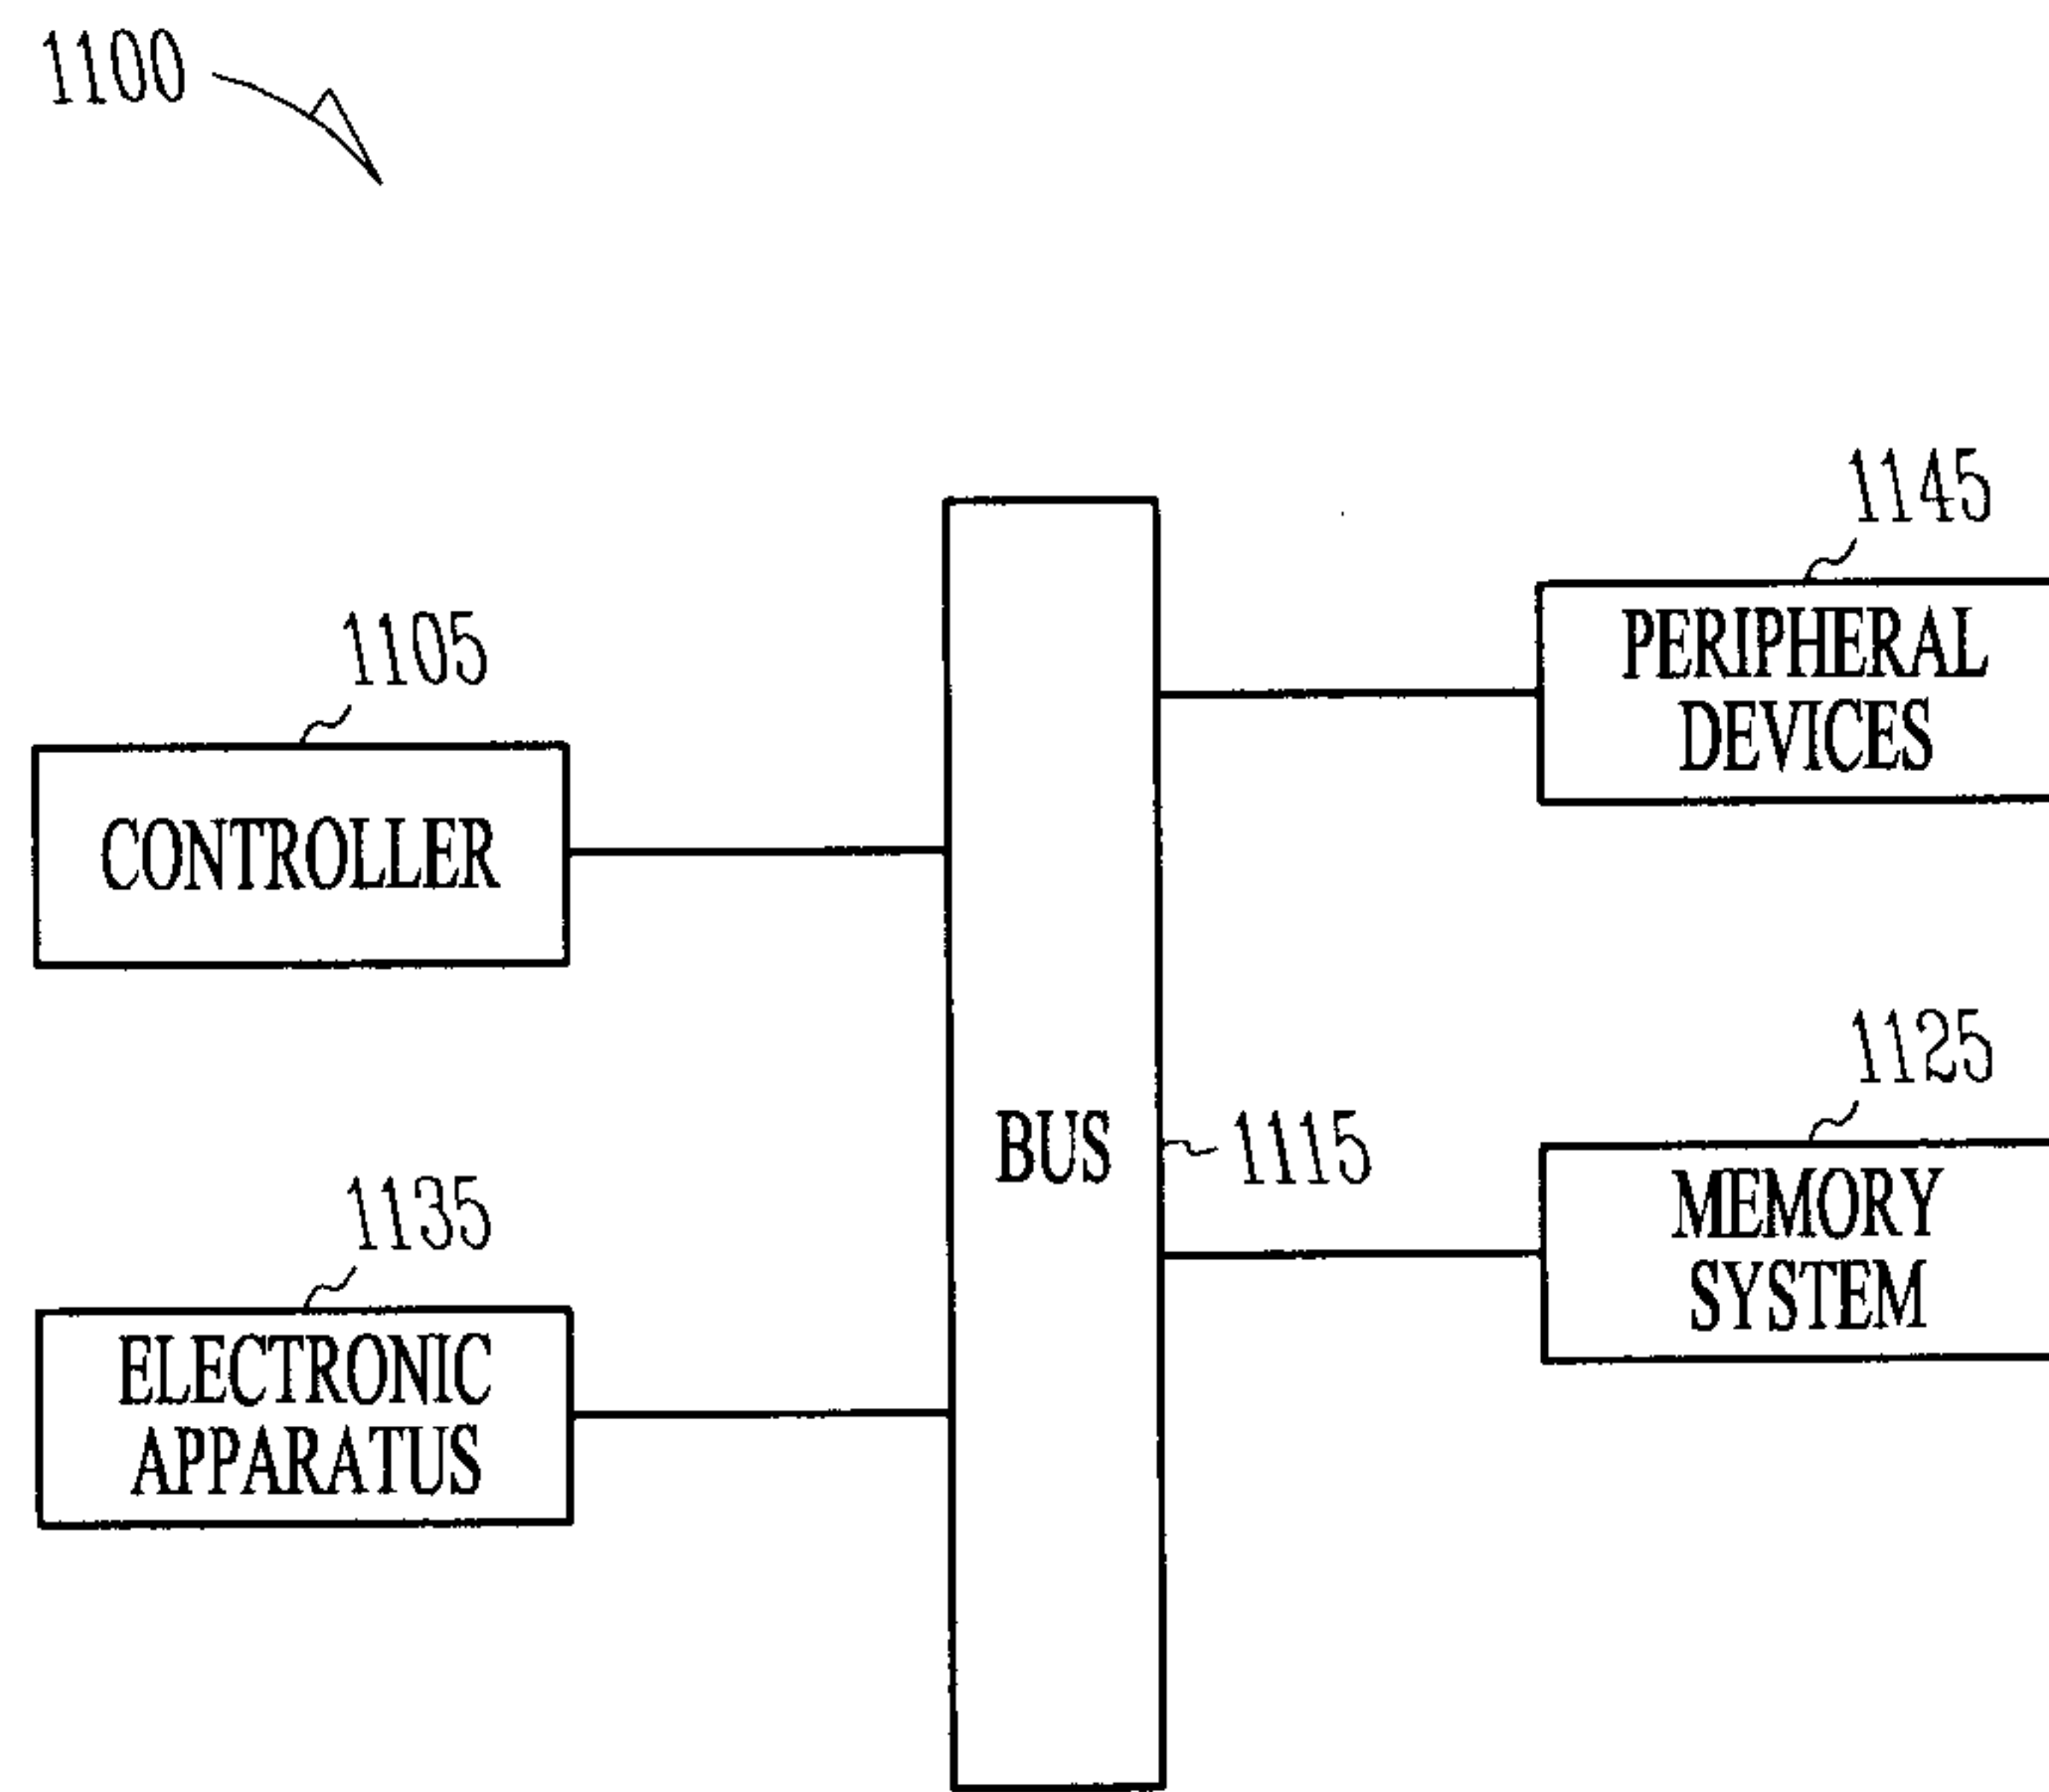 1100
1145
PERIPHERAL
DEVICES
1105
CONTROLLER
1125
BUS
1115
MEMORY
SYSTEM
1135
ELECTRONIC
APPARATUS